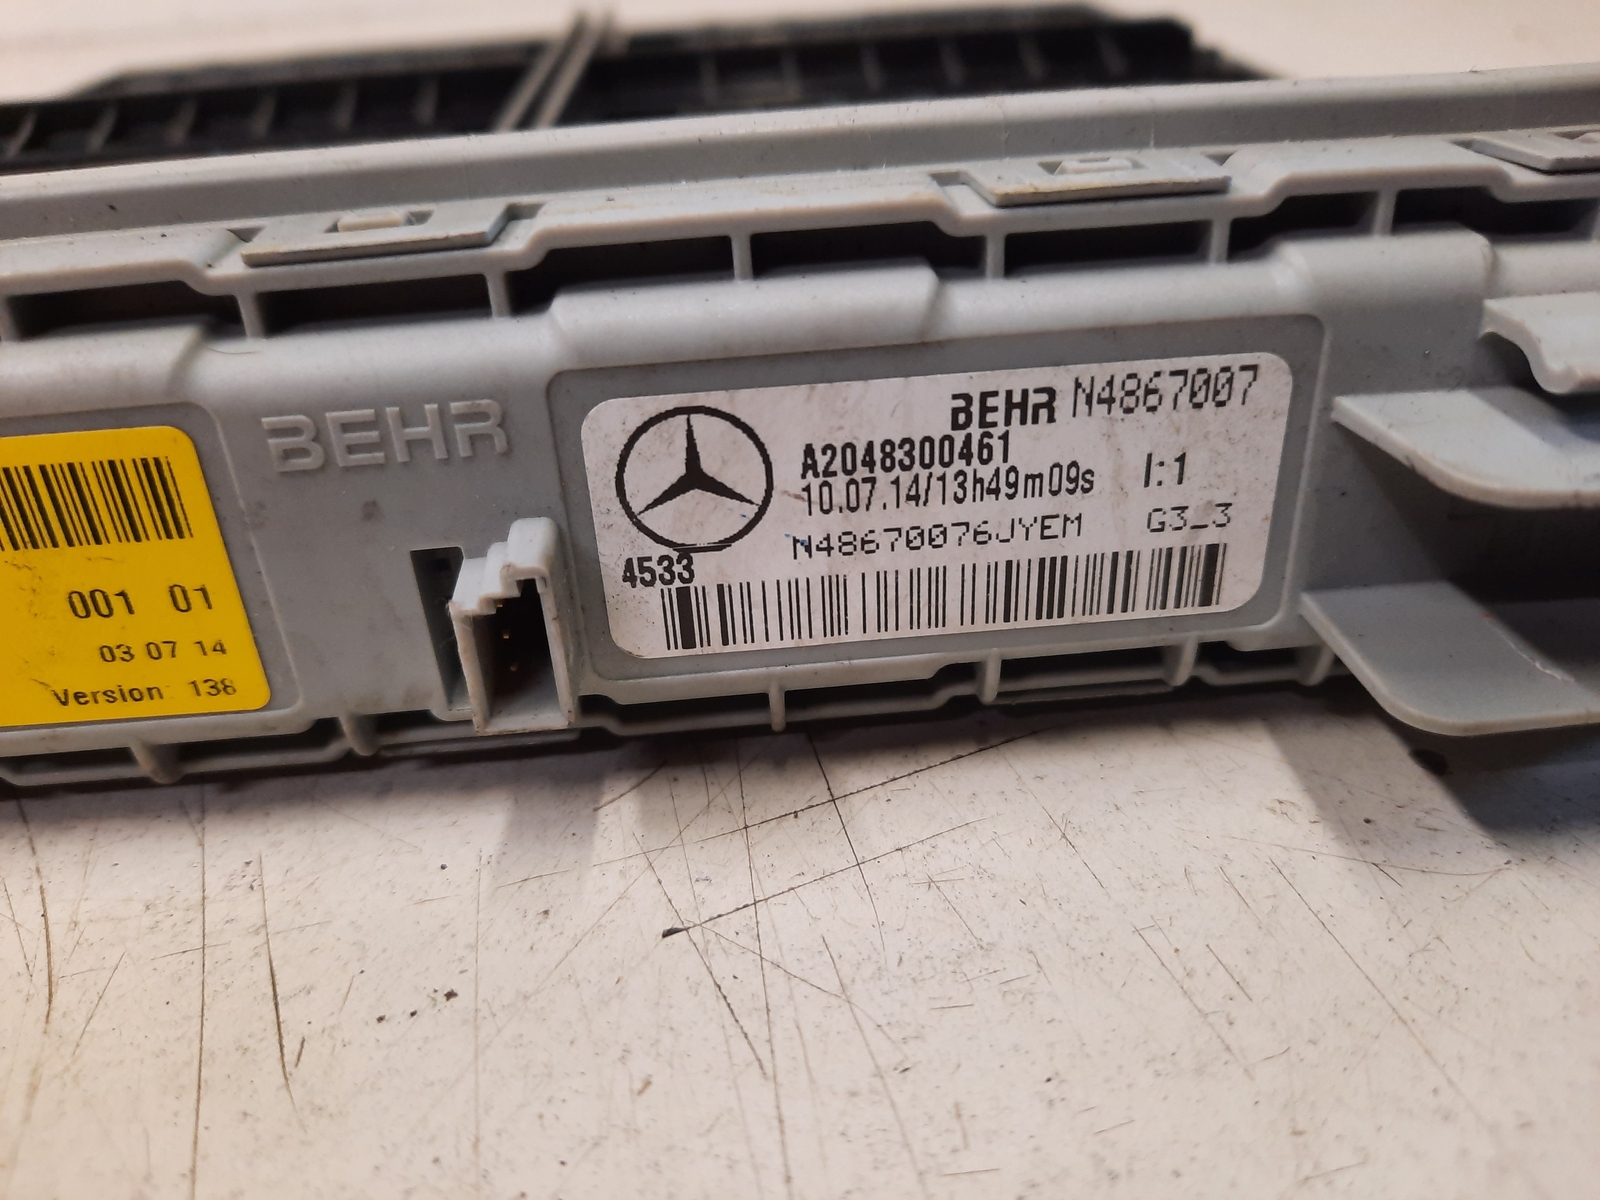 BEHR
001 01
03 07 14
Version: 138
BEHR N4867007
A2048300461
10.07.14/13h49m09s I:1
N48670076JYEM G3_3
4533